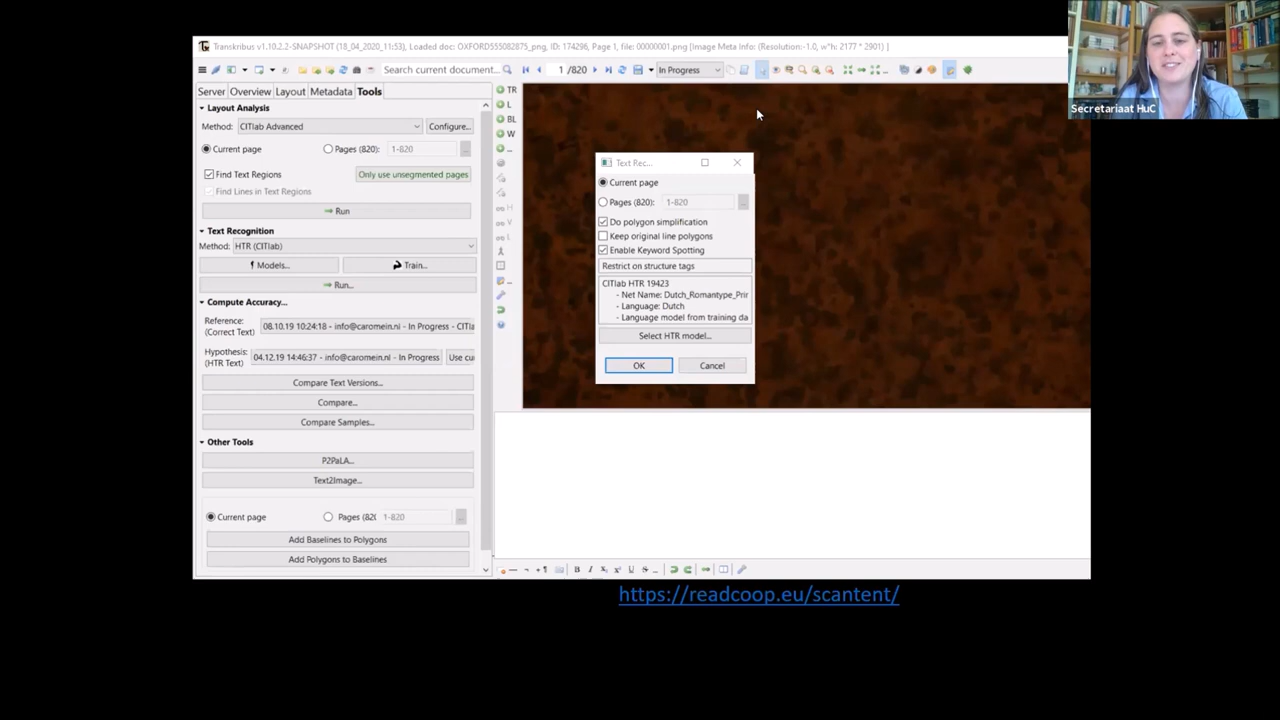 Transkribus v1.10.2.2-SNAPSHOT (18_04_2020_11:53), Loaded doc: OXFORD555082875_png, ID: 174296, Page 1, file: 00000001.png [Image Meta Info: (Resolution:-1.0, w*h: 2177 * 2901) ]
Search current document... 1 /820 In Progress
Server Overview Layout Metadata Tools
Layout Analysis
Method: CITlab Advanced Configure...
Current page Pages (820): 1-820 ...
Find Text Regions Only use unsegmented pages
Find Lines in Text Regions
Run
Text Recognition
Method: HTR (CITlab)
Models... Train...
Run...
Compute Accuracy...
Reference:
(Correct Text) 08.10.19 10:24:18 - info@caromein.nl - In Progress - CITla
Hypothesis:
(HTR Text) 04.12.19 14:46:37 - info@caromein.nl - In Progress Use cu
Compare Text Versions...
Compare...
Compare Samples...
Other Tools
P2PaLA...
Text2Image...
Current page Pages (82( 1-820 ...
Add Baselines to Polygons
Add Polygons to Baselines
TR
L
BL
W
...
H
V
L
Text Rec...
Current page
Pages (820): 1-820 ...
Do polygon simplification
Keep original line polygons
Enable Keyword Spotting
Restrict on structure tags
CITlab HTR 19423
- Net Name: Dutch_Romantype_Prir
- Language: Dutch
- Language model from training da
Select HTR model...
OK Cancel
B I X₂ X² U S ...
https://readcoop.eu/scantent/
Secretariaat HuC